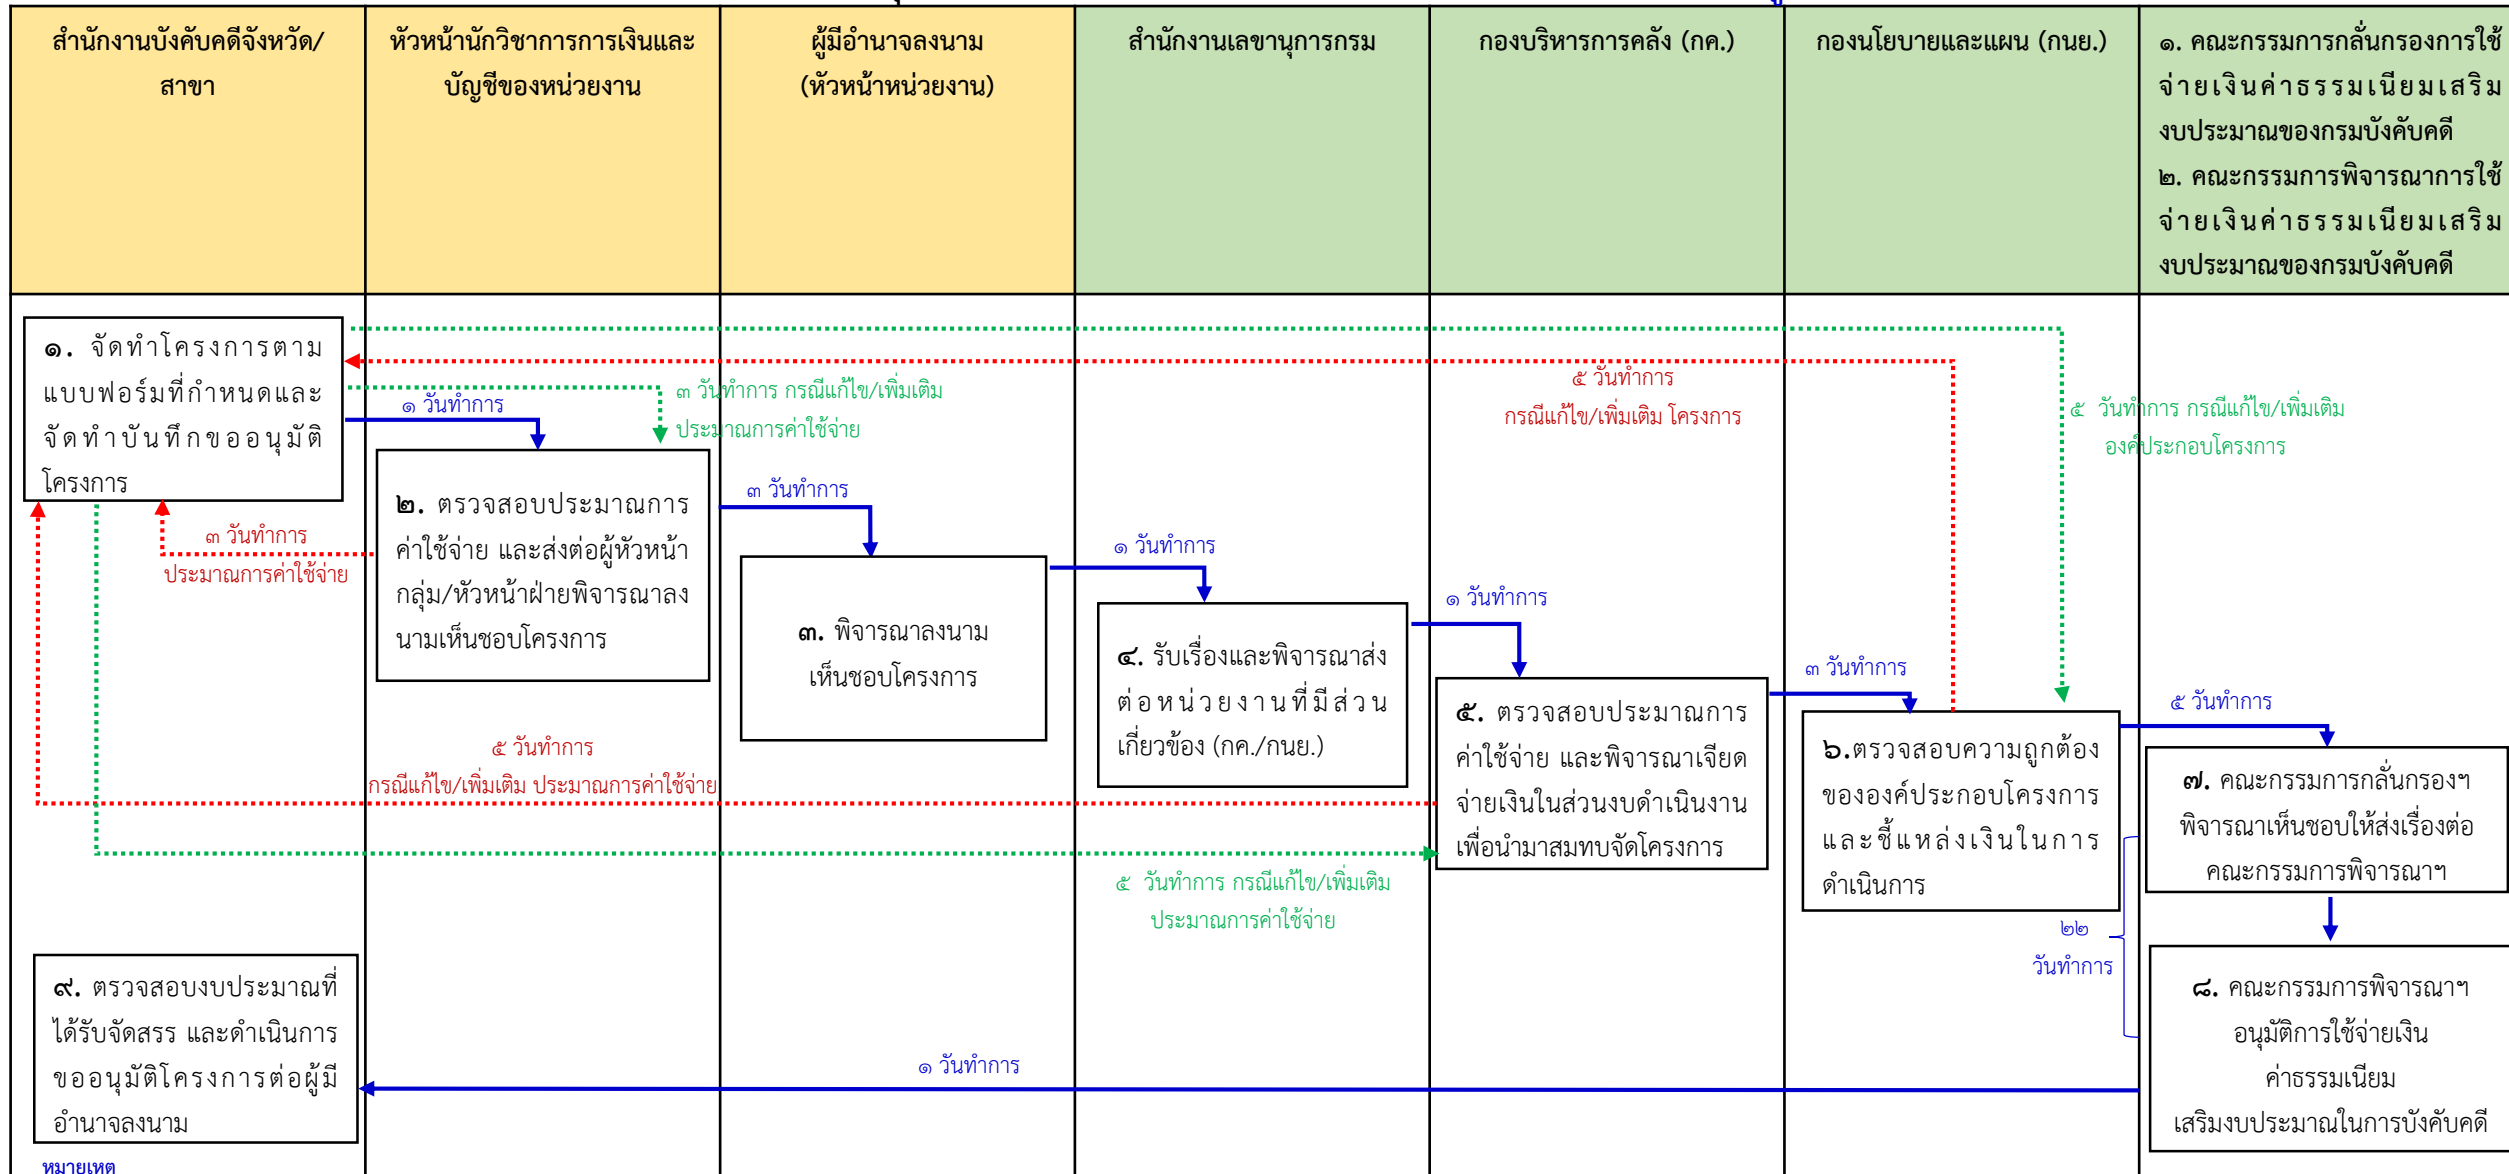 สำนักงานบังคับคดีจังหวัด/
สาขา
หัวหน้านักวิชาการการเงินและ
บัญชีของหน่วยงาน
ผู้มีอำนาจลงนาม
(หัวหน้าหน่วยงาน)
สำนักงานเลขานุการกรม
กองบริหารการคลัง (กค.)
กองนโยบายและแผน (กนย.)
๑. คณะกรรมการกลั่นกรองการใช้
จ่ายเงินค่าธรรมเนียมเสริม
งบประมาณของกรมบังคับคดี
๒. คณะกรรมการพิจารณาการใช้
จ่ายเงินค่าธรรมเนียมเสริม
งบประมาณของกรมบังคับคดี
๑. จัดทำโครงการตาม
แบบฟอร์มที่กำหนดและ
จัดทำบันทึกขออนุมัติ
โครงการ
๑ วันทำการ
๓ วันทำการ กรณีแก้ไข/เพิ่มเติม
ประมาณการค่าใช้จ่าย
๕ วันทำการ
กรณีแก้ไข/เพิ่มเติม โครงการ
๕ วันทำการ กรณีแก้ไข/เพิ่มเติม
องค์ประกอบโครงการ
๓ วันทำการ
ประมาณการค่าใช้จ่าย
๒. ตรวจสอบประมาณการ
ค่าใช้จ่าย และส่งต่อผู้หัวหน้า
กลุ่ม/หัวหน้าฝ่ายพิจารณาลง
นามเห็นชอบโครงการ
๓ วันทำการ
๓. พิจารณาลงนาม
เห็นชอบโครงการ
๑ วันทำการ
๔. รับเรื่องและพิจารณาส่ง
ต่อหน่วยงานที่มีส่วน
เกี่ยวข้อง (กค./กนย.)
๑ วันทำการ
๕. ตรวจสอบประมาณการ
ค่าใช้จ่าย และพิจารณาเจียด
จ่ายเงินในส่วนงบดำเนินงาน
เพื่อนำมาสมทบจัดโครงการ
๓ วันทำการ
๖.ตรวจสอบความถูกต้อง
ขององค์ประกอบโครงการ
และชี้แหล่งเงินในการ
ดำเนินการ
๕ วันทำการ
๗. คณะกรรมการกลั่นกรองฯ
พิจารณาเห็นชอบให้ส่งเรื่องต่อ
คณะกรรมการพิจารณาฯ
๕ วันทำการ
กรณีแก้ไข/เพิ่มเติม ประมาณการค่าใช้จ่าย
๕ วันทำการ กรณีแก้ไข/เพิ่มเติม
ประมาณการค่าใช้จ่าย
๒๒
วันทำการ
๘. คณะกรรมการพิจารณาฯ
อนุมัติการใช้จ่ายเงิน
ค่าธรรมเนียม
เสริมงบประมาณในการบังคับคดี
๑ วันทำการ
๙. ตรวจสอบงบประมาณที่
ได้รับจัดสรร และดำเนินการ
ขออนุมัติโครงการต่อผู้มี
อำนาจลงนาม
หมายเหตุ